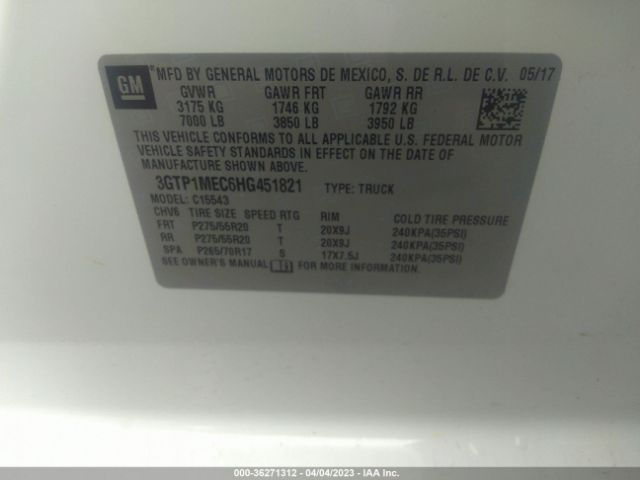 GM
®MFD BY GENERAL MOTORS DE MEXICO, S. DE R.L. DE C.V. 05/17
GVWR GAWR FRT GAWR RR
3175 KG 1746 KG 1792 KG
7000 LB 3850 LB 3950 LB
THIS VEHICLE CONFORMS TO ALL APPLICABLE U.S. FEDERAL MOTOR
VEHICLE SAFETY STANDARDS IN EFFECT ON THE DATE OF
MANUFACTURE SHOWN ABOVE.
3GTP1MEC6HG451821 TYPE: TRUCK
MODEL: C15543
CHV6 TIRE SIZE SPEED RTG RIM COLD TIRE PRESSURE
FRT P275/55R20 T 20X9J 240KPA(35PSI)
RR P275/55R20 T 20X9J 240KPA(35PSI)
SPA P265/70R17 S 17X7.5J 240KPA(35PSI)
SEE OWNER'S MANUAL FOR MORE INFORMATION.
000-36271312 - 04/04/2023 - IAA Inc.